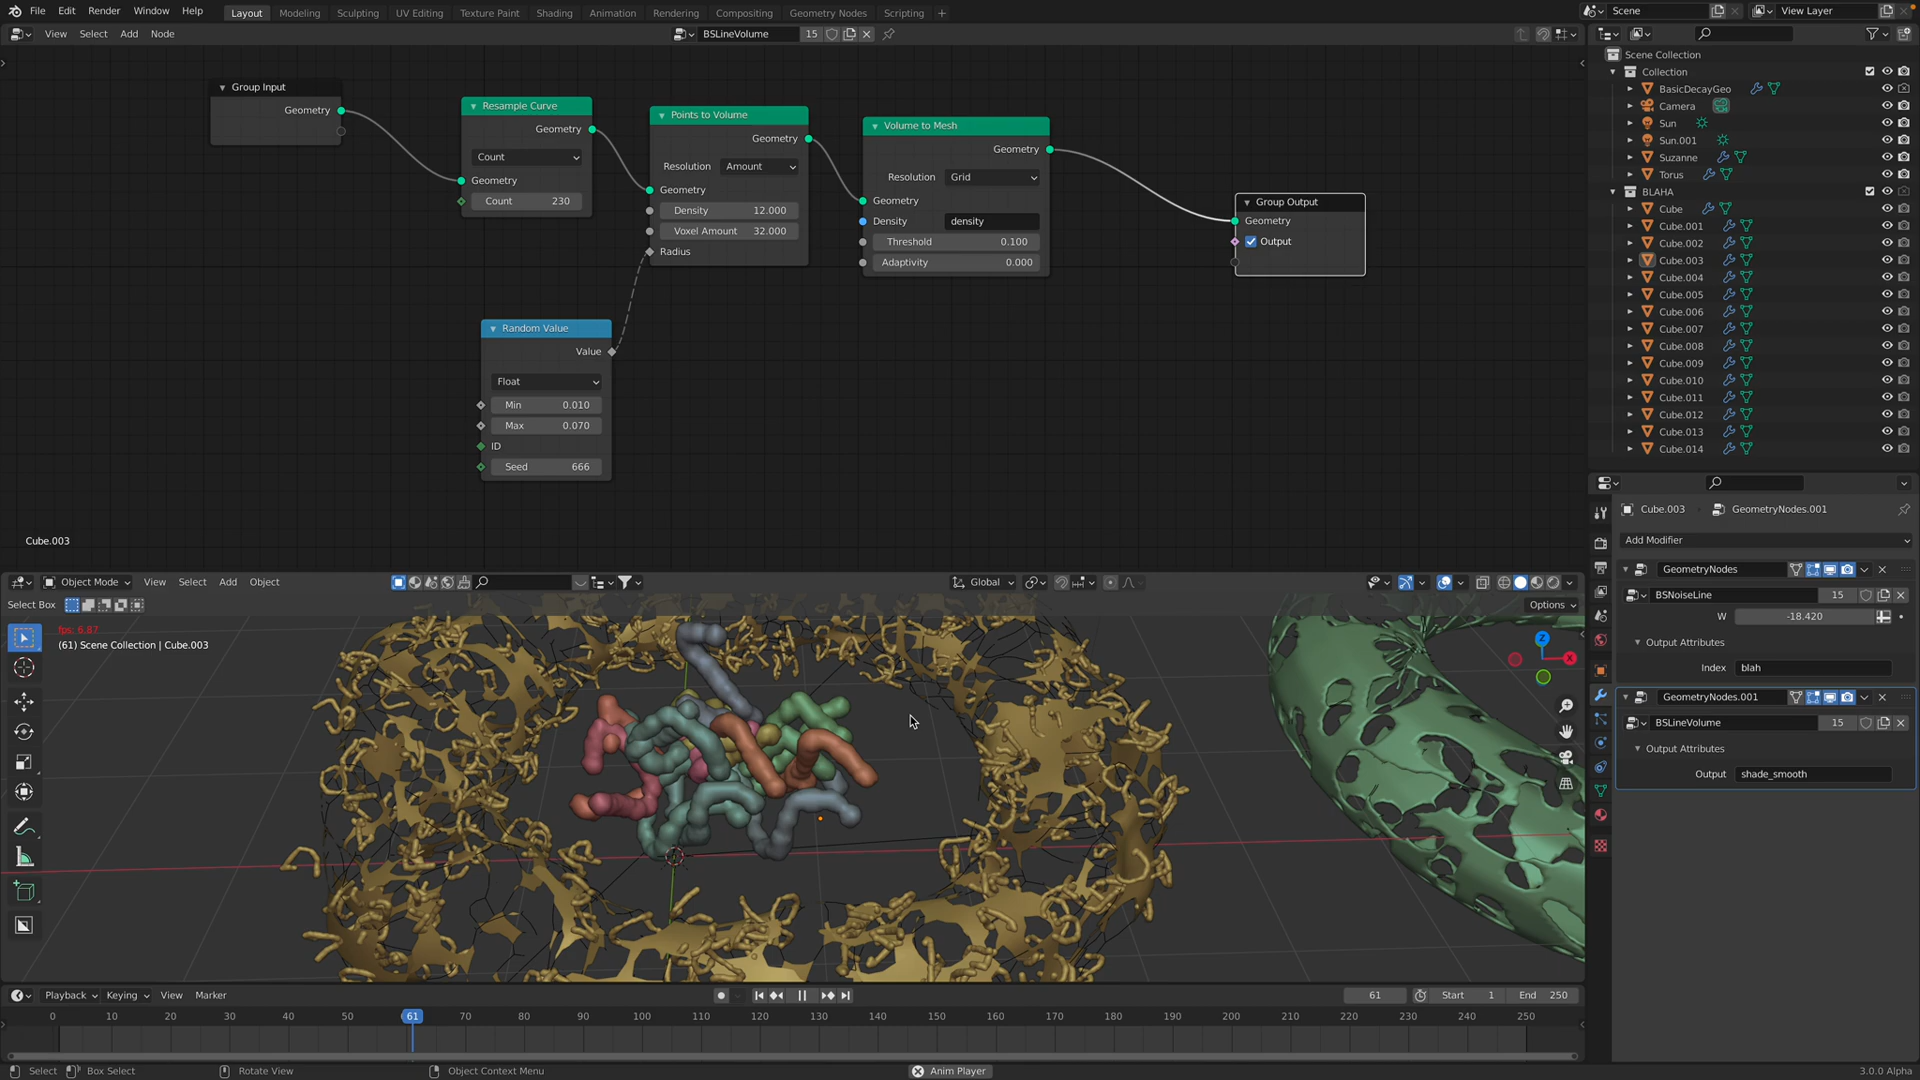 File Edit Render Window Help
Layout Modeling Sculpting UV Editing Texture Paint Shading Animation Rendering Compositing Geometry Nodes Scripting
Scene
View Layer
View Select Add Node
BSLineVolume 15
Group Input
Geometry
Resample Curve
Geometry
Count
Geometry
Count 230
Points to Volume
Geometry
Resolution Amount
Geometry
Density 12.000
Voxel Amount 32.000
Radius
Volume to Mesh
Geometry
Resolution Grid
Geometry
Density density
Threshold 0.100
Adaptivity 0.000
Group Output
Geometry
Output
Random Value
Value
Float
Min 0.010
Max 0.070
ID
Seed 666
Cube.003
Scene Collection
Collection
BasicDecayGeo
Camera
Sun
Sun.001
Suzanne
Torus
BLAHA
Cube
Cube.001
Cube.002
Cube.003
Cube.004
Cube.005
Cube.006
Cube.007
Cube.008
Cube.009
Cube.010
Cube.011
Cube.012
Cube.013
Cube.014
Cube.003 GeometryNodes.001
Add Modifier
GeometryNodes
BSNoiseLine 15
W -18.420
Output Attributes
Index blah
GeometryNodes.001
BSLineVolume 15
Output Attributes
Output shade_smooth
Object Mode View Select Add Object
Global
Select Box
Options
fps: 6.87
(61) Scene Collection | Cube.003
Z
X
Playback Keying View Marker
61 Start 1 End 250
0 10 20 30 40 50 61 70 80 90 100 110 120 130 140 150 160 170 180 190 200 210 220 230 240 250
Select Box Select Rotate View Object Context Menu Anim Player 3.0.0 Alpha